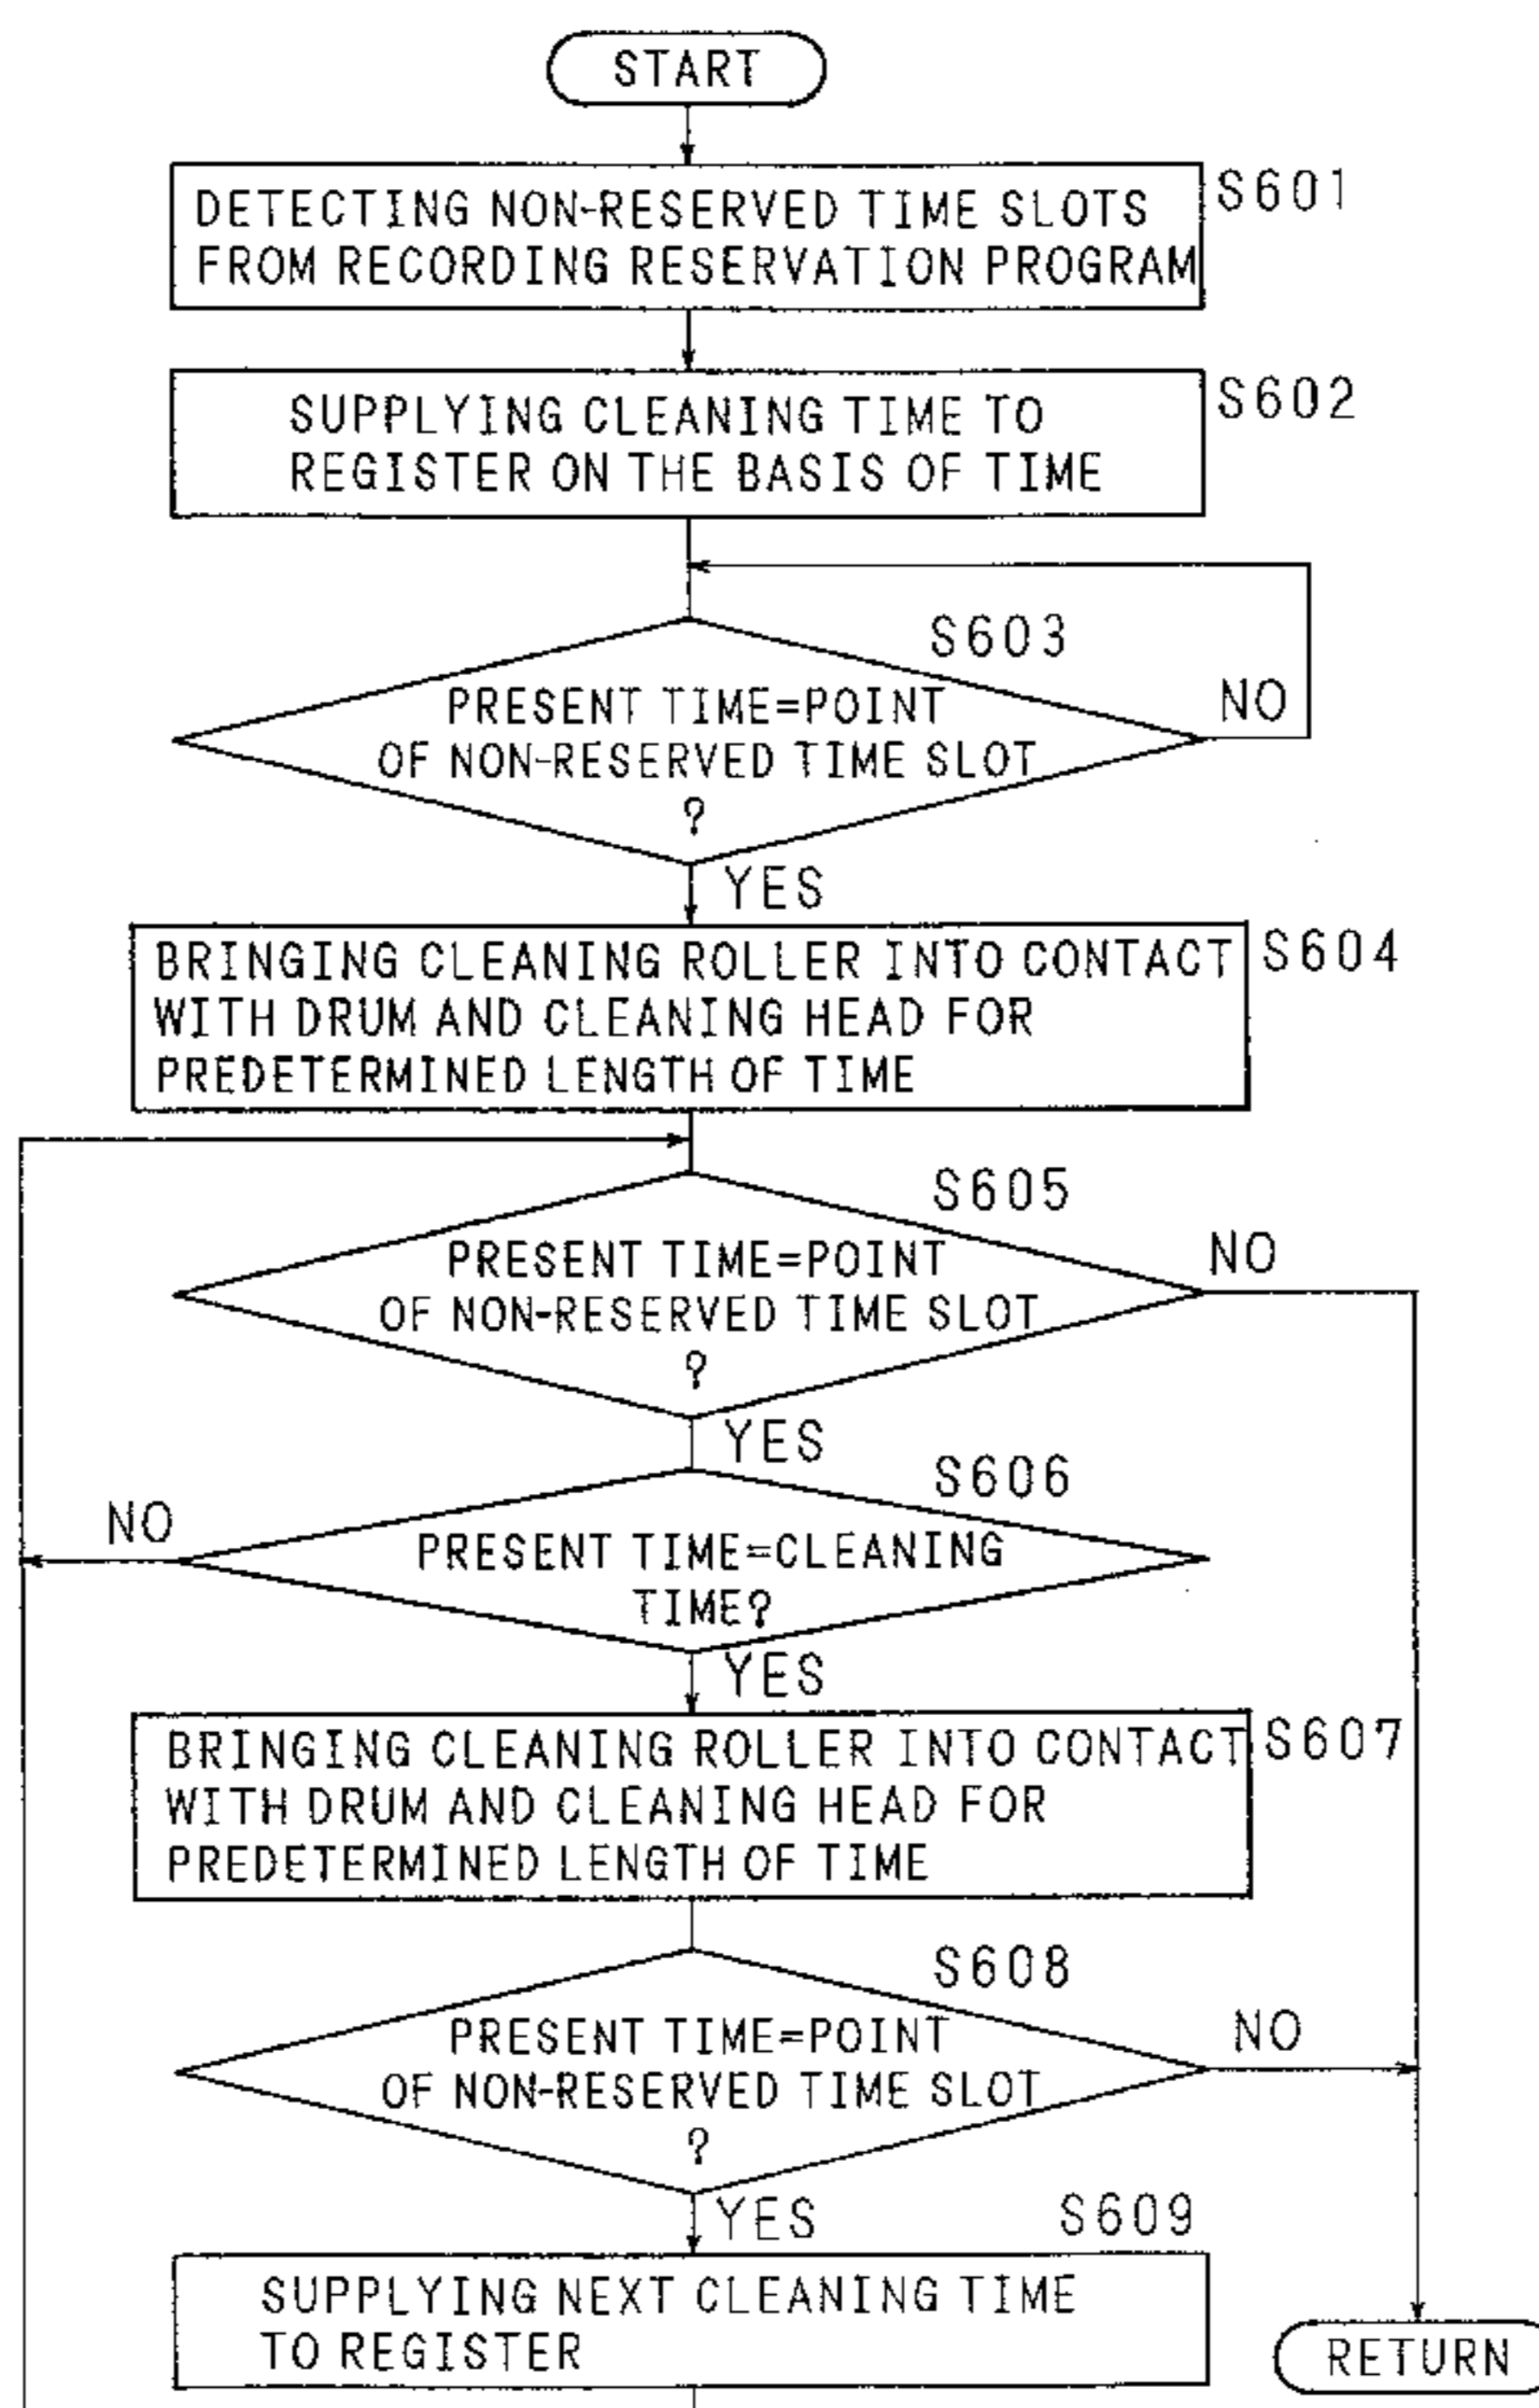 START
DETECTING NON-RESERVED TIME SLOTS
FROM RECORDING RESERVATION PROGRAM
S601
SUPPLYING CLEANING TIME TO
REGISTER ON THE BASIS OF TIME
S602
S603
PRESENT TIME=POINT
OF NON-RESERVED TIME SLOT
?
NO
YES
BRINGING CLEANING ROLLER INTO CONTACT
WITH DRUM AND CLEANING HEAD FOR
PREDETERMINED LENGTH OF TIME
S604
S605
PRESENT TIME=POINT
OF NON-RESERVED TIME SLOT
?
NO
YES
S606
PRESENT TIME=CLEANING
TIME?
NO
YES
BRINGING CLEANING ROLLER INTO CONTACT
WITH DRUM AND CLEANING HEAD FOR
PREDETERMINED LENGTH OF TIME
S607
S608
PRESENT TIME=POINT
OF NON-RESERVED TIME SLOT
?
NO
YES
S609
SUPPLYING NEXT CLEANING TIME
TO REGISTER
RETURN